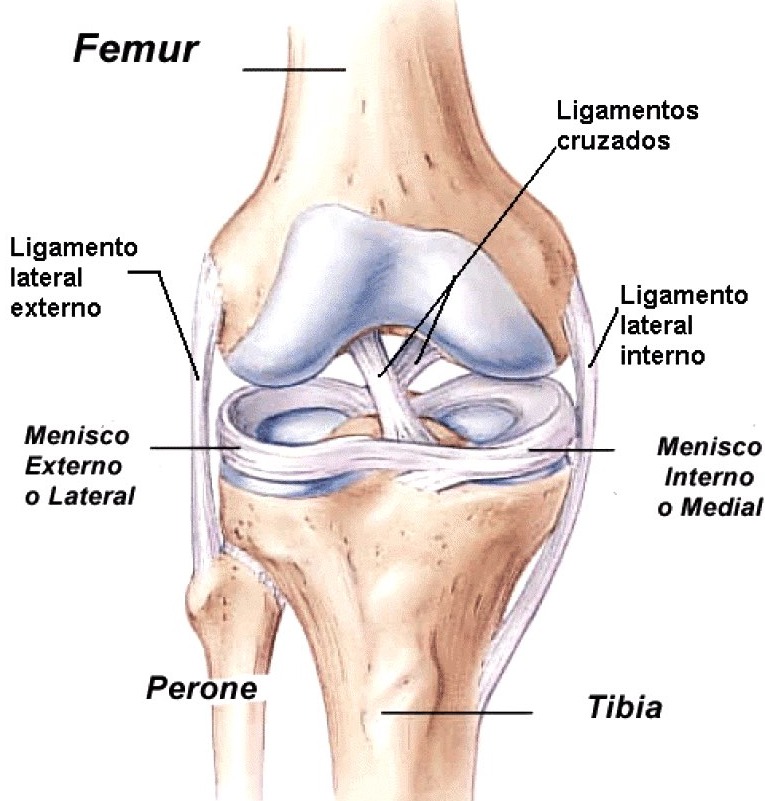 Femur
Ligamentos
cruzados
Ligamento
lateral
externo
Ligamento
lateral
interno
Menisco
Externo
o Lateral
Menisco
Interno
o Medial
Perone
Tibia